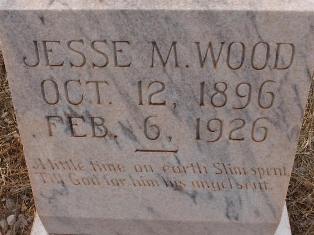 JESSE M. WOOD
OCT. 12, 1896
FEB. 6, 1926
A little time on earth Slim spent
Till God for him his angel sent.